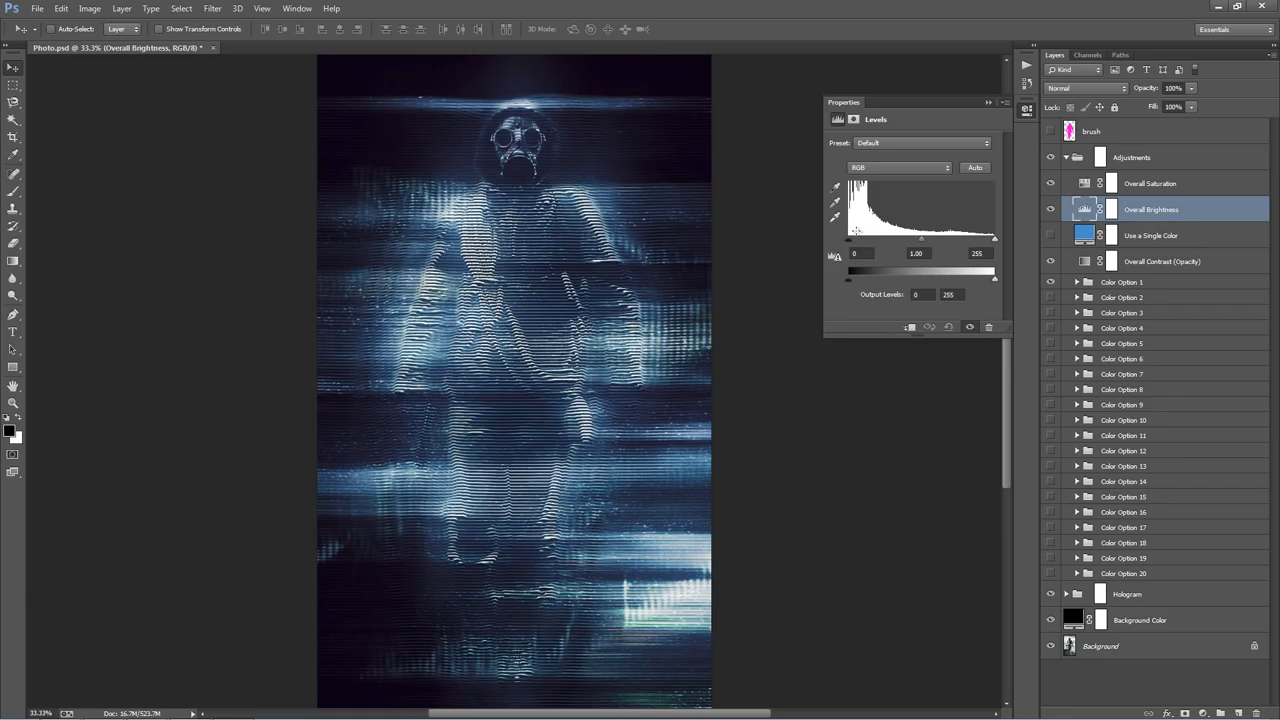 Ps File Edit Image Layer Type Select Filter 3D View Window Help
Auto-Select: Layer Show Transform Controls 3D Mode: Essentials
Photo.psd @ 33.3% (Overall Brightness, RGB/8) * ×
Layers Channels Paths
Kind
Normal Opacity: 100%
Lock: Fill: 100%
Properties
Levels
Preset: Default
RGB Auto
0 1.00 255
Output Levels: 0 255
brush
Adjustments
Overall Saturation
Overall Brightness
Use a Single Color
Overall Contrast (Opacity)
Color Option 1
Color Option 2
Color Option 3
Color Option 4
Color Option 5
Color Option 6
Color Option 7
Color Option 8
Color Option 9
Color Option 10
Color Option 11
Color Option 12
Color Option 13
Color Option 14
Color Option 15
Color Option 16
Color Option 17
Color Option 18
Color Option 19
Color Option 20
Hologram
Background Color
Background
33.33% Doc: 16.7M/523.7M